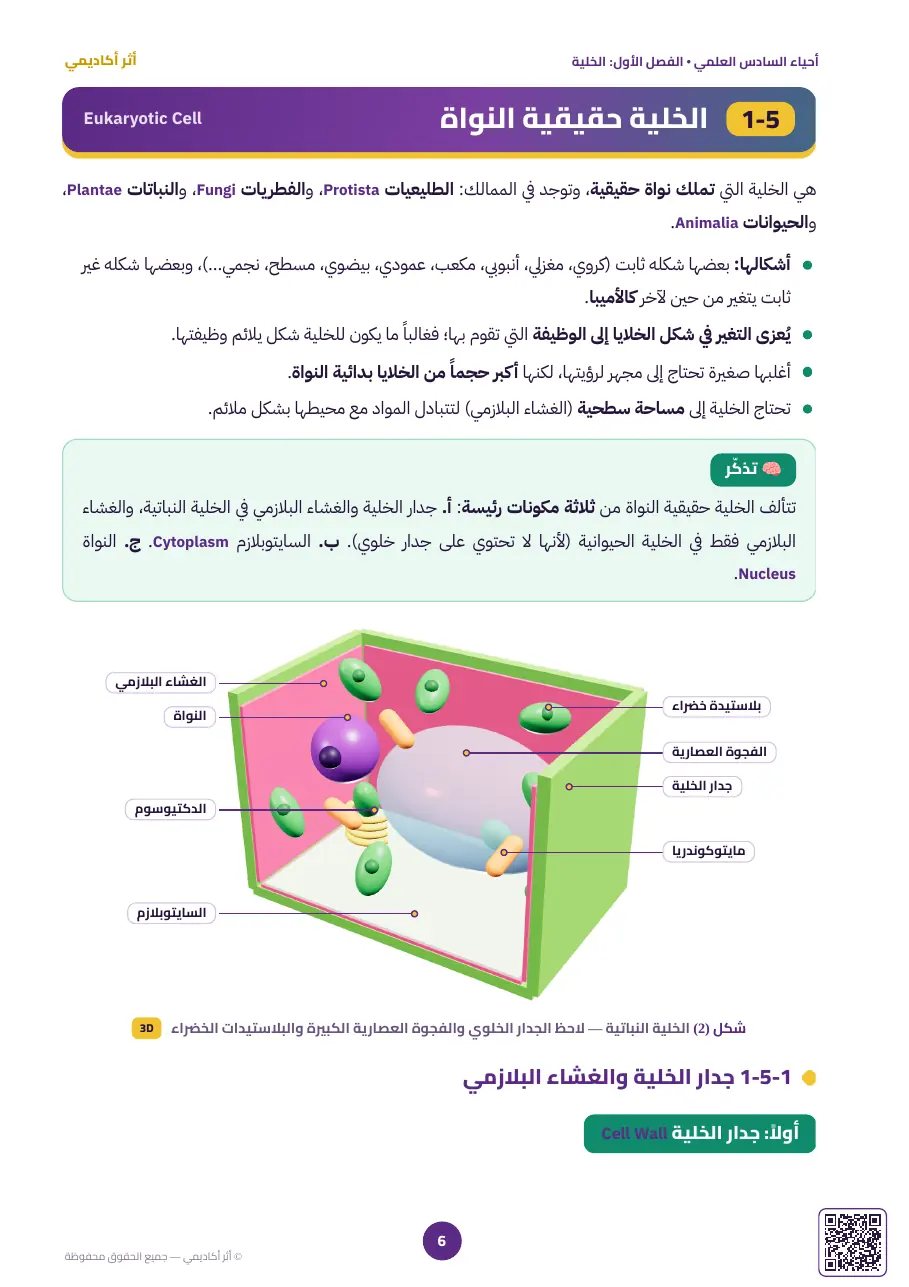 أحياء السادس العلمي • الفصل الأول: الخلية
أثر أكاديمي
1-5 الخلية حقيقية النواة
Eukaryotic Cell
هي الخلية التي تملك نواة حقيقية، وتوجد في الممالك: الطليعيات Protista، والفطريات Fungi، والنباتات Plantae،
والحيوانات Animalia.
أشكالها: بعضها شكله ثابت (كروي، مغزلي، أنبوبي، مكعب، عمودي، بيضوي، مسطح، نجمي...)، وبعضها شكله غير
ثابت يتغير من حين لآخر كالأميبا.
يُعزى التغير في شكل الخلايا إلى الوظيفة التي تقوم بها؛ فغالباً ما يكون للخلية شكل يلائم وظيفتها.
أغلبها صغيرة تحتاج إلى مجهر لرؤيتها، لكنها أكبر حجماً من الخلايا بدائية النواة.
تحتاج الخلية إلى مساحة سطحية (الغشاء البلازمي) لتتبادل المواد مع محيطها بشكل ملائم.
🧠 تذكّر
تتألف الخلية حقيقية النواة من ثلاثة مكونات رئيسة: أ. جدار الخلية والغشاء البلازمي في الخلية النباتية، والغشاء
البلازمي فقط في الخلية الحيوانية (لأنها لا تحتوي على جدار خلوي). ب. السايتوبلازم Cytoplasm. ج. النواة
Nucleus.
الغشاء البلازمي
بلاستيدة خضراء
النواة
الفجوة العصارية
جدار الخلية
الدكتيوسوم
مايتوكوندريا
السايتوبلازم
شكل (2) الخلية النباتية — لاحظ الجدار الخلوي والفجوة العصارية الكبيرة والبلاستيدات الخضراء 3D
1-5-1 جدار الخلية والغشاء البلازمي
أولاً: جدار الخلية Cell Wall
6
© أثر أكاديمي — جميع الحقوق محفوظة